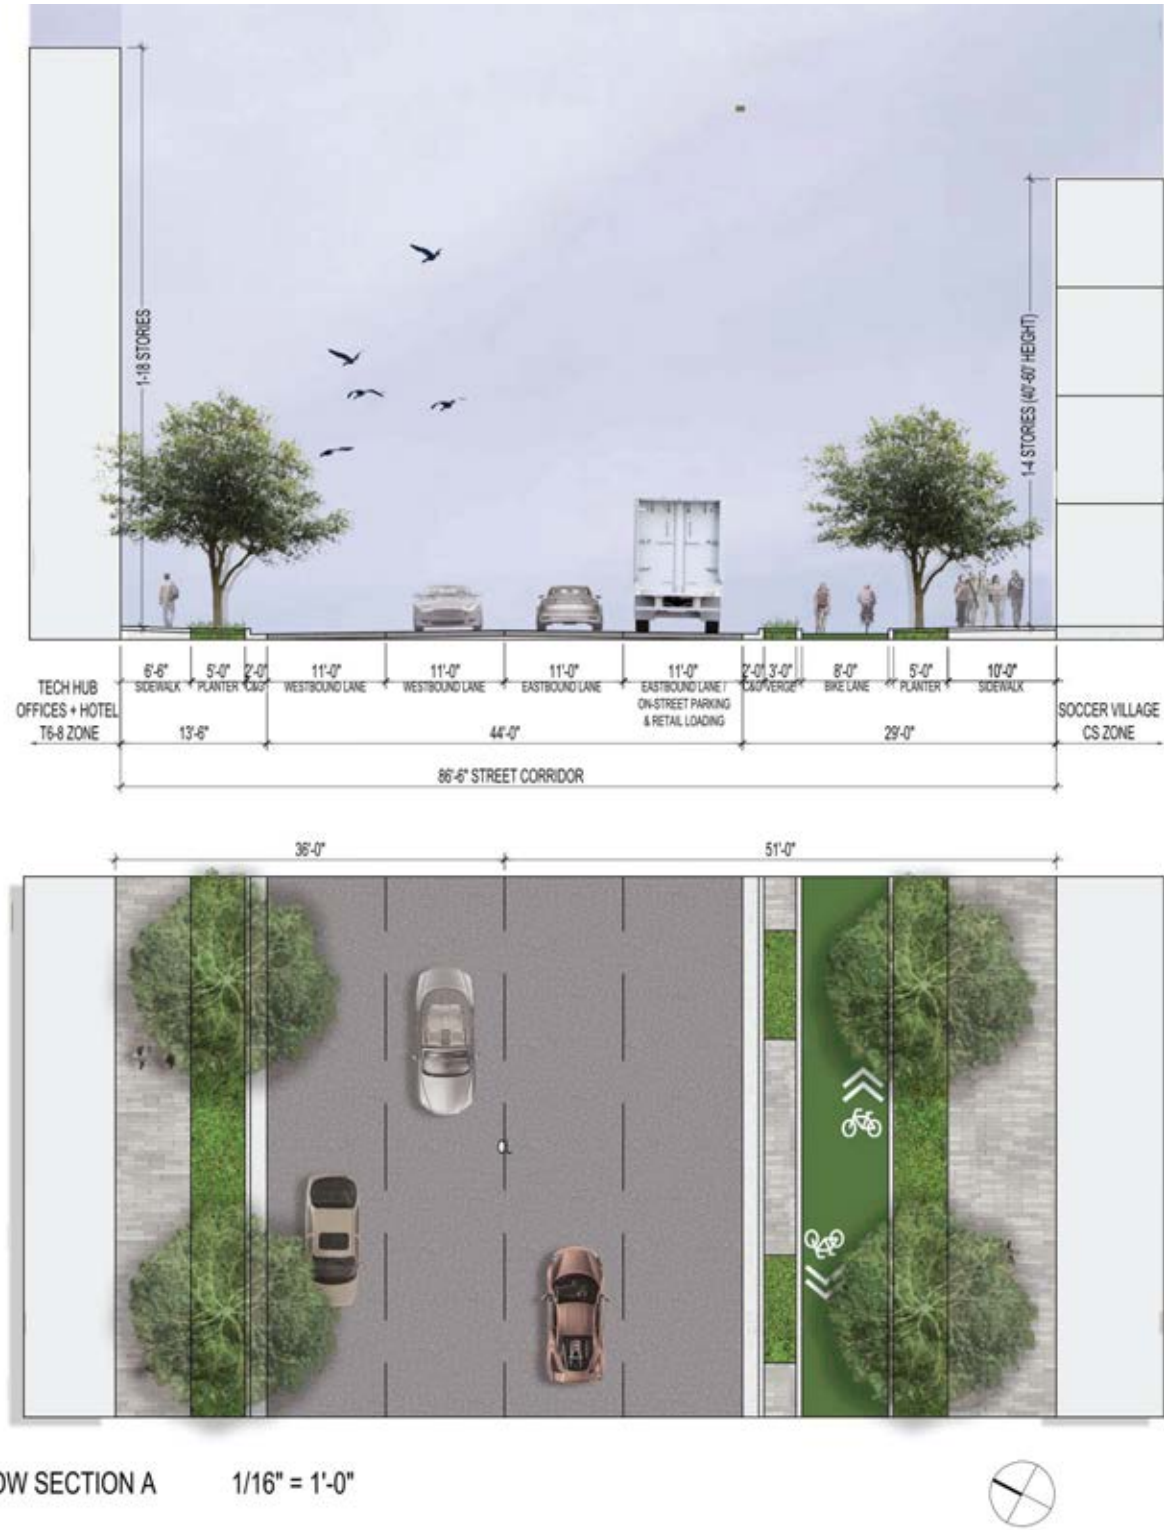 1-18 STORIES
1-4 STORIES (40'-60' HEIGHT)
6'-6" 5'-0" 2'-0" 11'-0" 11'-0" 11'-0" 11'-0" 2'-0" 3'-0" 8'-0" 5'-0" 10'-0"
SIDEWALK PLANTER C&G WESTBOUND LANE WESTBOUND LANE EASTBOUND LANE EASTBOUND LANE / C&G VERGE BIKE LANE PLANTER SIDEWALK
ON-STREET PARKING
& RETAIL LOADING
TECH HUB
OFFICES + HOTEL
T6-8 ZONE
SOCCER VILLAGE
CS ZONE
13'-6" 44'-0" 29'-0"
86'-6" STREET CORRIDOR
36'-0" 51'-0"
CL
OW SECTION A 1/16" = 1'-0"